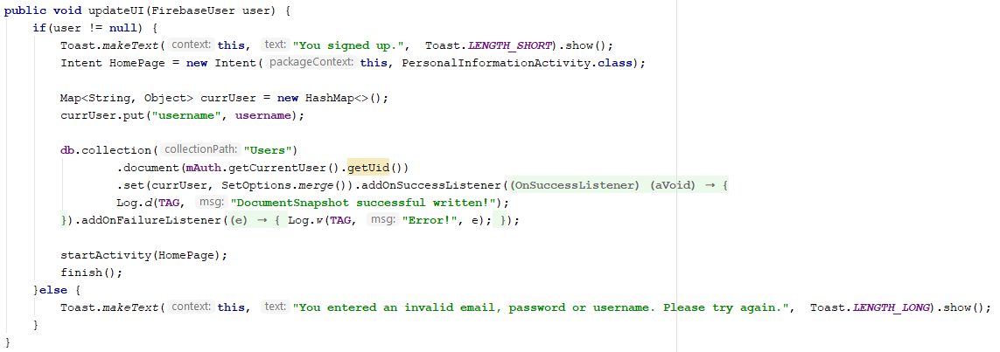 public void updateUI(FirebaseUser user) {
if(user != null) {
Toast.makeText( context: this, text: "You signed up.", Toast.LENGTH_SHORT).show();
Intent HomePage = new Intent( packageContext: this, PersonalInformationActivity.class);
Map<String, Object> currUser = new HashMap<>();
currUser.put("username", username);
db.collection( collectionPath: "Users")
.document(mAuth.getCurrentUser().getUid())
.set(currUser, SetOptions.merge()).addOnSuccessListener((OnSuccessListener) (aVoid) → {
Log.d(TAG, msg: "DocumentSnapshot successful written!");
}).addOnFailureListener((e) → { Log.w(TAG, msg: "Error!", e); });
startActivity(HomePage);
finish();
}else {
Toast.makeText( context: this, text: "You entered an invalid email, password or username. Please try again.", Toast.LENGTH_LONG).show();
}
}